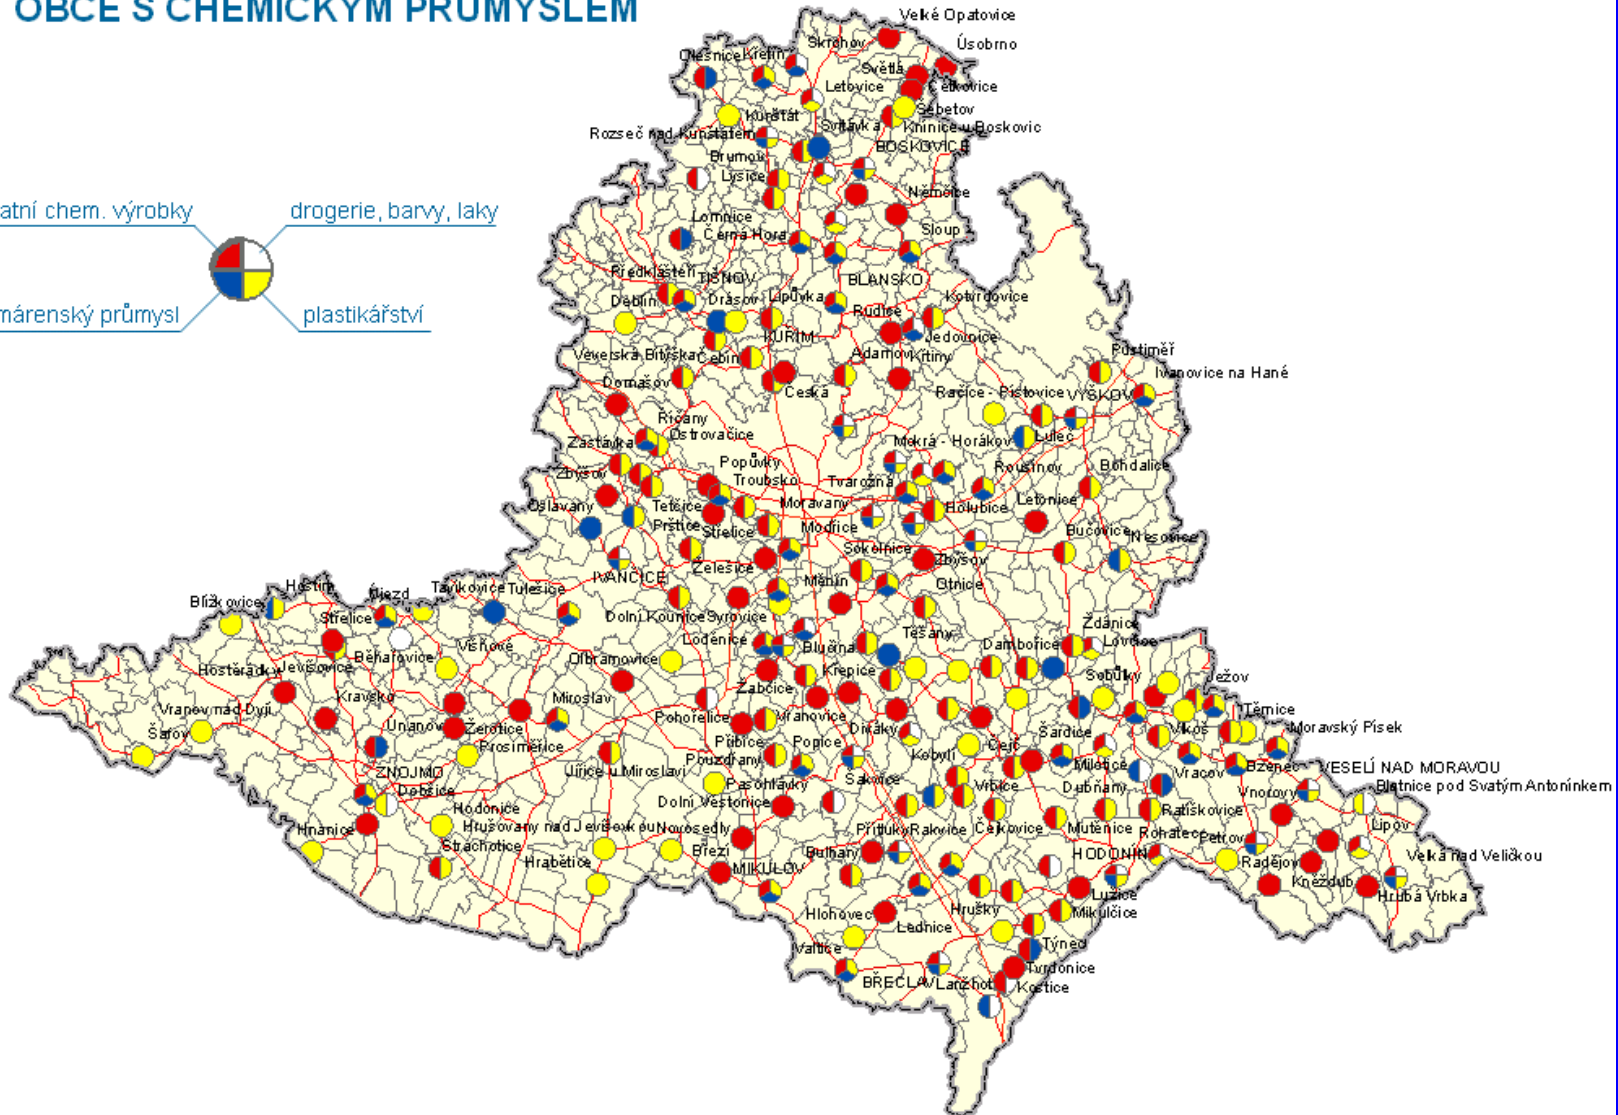 OBCE S CHEMICKÝM PRŮMYSLEM
Velké Opatovice
Skrchov
Úsobrno
Olešnice
Křetín
Světlá
Letovice
Cetkovice
Šebetov
Kunštát
Svitávka
Knínice u Boskovic
Rozseč nad Kunštátem
BOSKOVICE
Brumov
Lysice
Němčice
atní chem. výrobky
drogerie, barvy, laky
Lomnice
Černá Hora
Sloup
Předklášteří
TIŠNOV
BLANSKO
Deblín
Drásov
Lipůvka
Kotvrdovice
márenský průmysl
plastikářství
Rudice
KUŘIM
Jedovnice
Veverská Bítýška
Čebín
Adamov
Křtiny
Pustiměř
Domašov
Česká
Ivanovice na Hané
Račice - Pístovice
VYŠKOV
Říčany
Ostrovačice
Zastávka
Mokrá - Horákov
Luleč
Zbýšov
Popůvky
Troubsko
Tvarožná
Rousínov
Bohdalice
Oslavany
Tetčice
Moravany
Holubice
Letonice
Prštice
Střelice
Modřice
Bučovice
Nesovice
Sokolnice
Zbýšov
IVANČICE
Želešice
Měnín
Otnice
Hostim
Blížkovice
Újezd
Tavíkovice
Tulešice
Střelice
Dolní Kounice
Syrovice
Těšany
Ždánice
Višňové
Loděnice
Blučina
Dambořice
Lovčice
Hostěrádky
Jevišovice
Běhařovice
Olbramovice
Křepice
Sobůlky
Ježov
Kravsko
Miroslav
Žabčice
Vranov nad Dyjí
Únanov
Žerotice
Pohořelice
Vranovice
Diváky
Šardice
Vlkoš
Těmice
Moravský Písek
Šafov
Prosiměřice
Přibice
Popice
Kobylí
Čejč
ZNOJMO
Jiřice u Miroslavi
Pouzdřany
Šakvice
Milotice
Vracov
Bzenec
VESELÍ NAD MORAVOU
Dobšice
Pasohlávky
Vrbice
Dubňany
Vnorovy
Blatnice pod Svatým Antonínkem
Hodonice
Dolní Věstonice
Ratíškovice
Hnanice
Hrušovany nad Jevišovkou
Novosedly
Přítluky
Rakvice
Čejkovice
Mutěnice
Rohatec
Petrov
Lipov
Strachotice
Hrabětice
Březí
Bulhary
HODONÍN
Radějov
Velká nad Veličkou
MIKULOV
Kněždub
Hrubá Vrbka
Hlohovec
Hrušky
Lužice
Mikulčice
Lednice
Valtice
Týnec
Tvrdonice
BŘECLAV
Lanžhot
Kostice